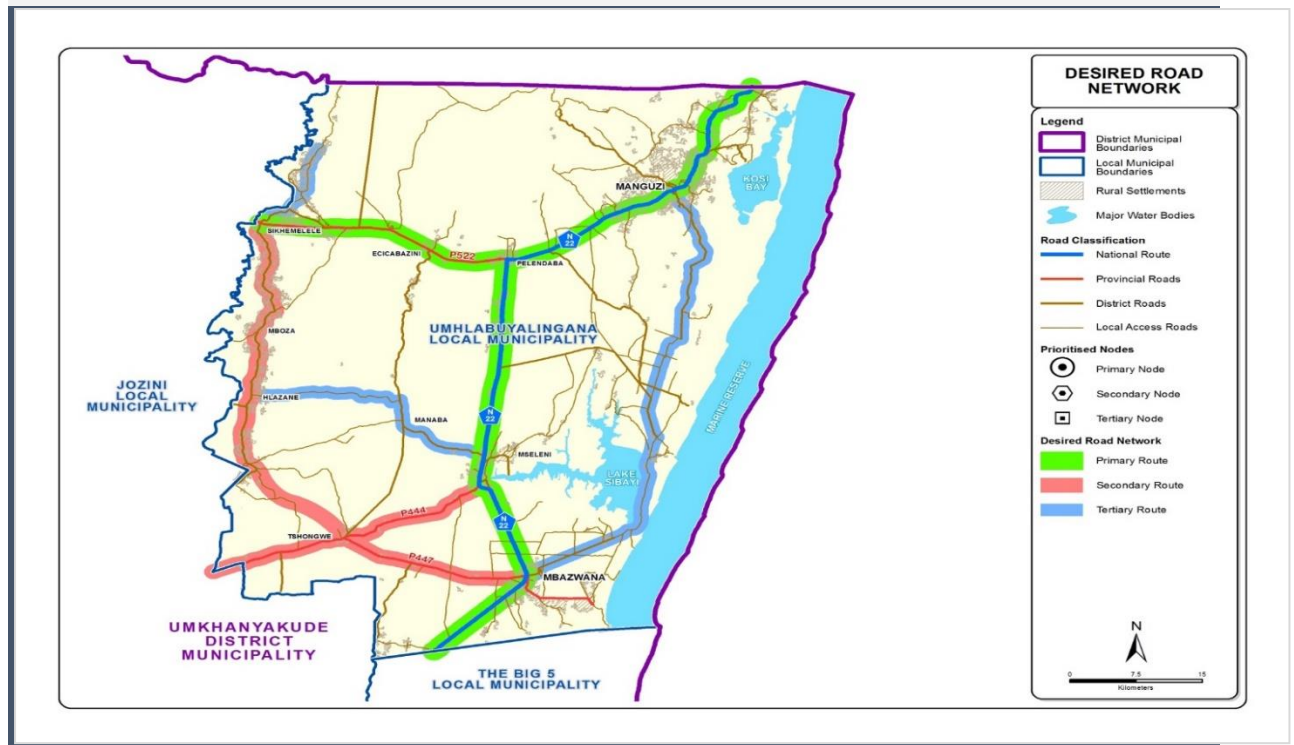 DESIRED ROAD
NETWORK
Legend
District Municipal
Boundaries
Local Municipal
Boundaries
Rural Settlements
Major Water Bodies
Road Classification
National Route
Provincial Roads
District Roads
Local Access Roads
Prioritised Nodes
Primary Node
Secondary Node
Tertiary Node
Desired Road Network
Primary Route
Secondary Route
Tertiary Route
N
0 7.5 15
Kilometers
MANGUZI
KOSI
BAY
SIKHEMELELE
N
22
ECICABAZINI
P522
PELENDABA
UMHLABUYALINGANA
LOCAL MUNICIPALITY
MBOZA
JOZINI
LOCAL
MUNICIPALITY
HLAZANE
MANABA
N
22
MSELENI
MARINE RESERVE
LAKE
SIBAYI
P444
N
22
TSHONGWE
P447
MBAZWANA
UMKHANYAKUDE
DISTRICT
MUNICIPALITY
THE BIG 5
LOCAL MUNICIPALITY